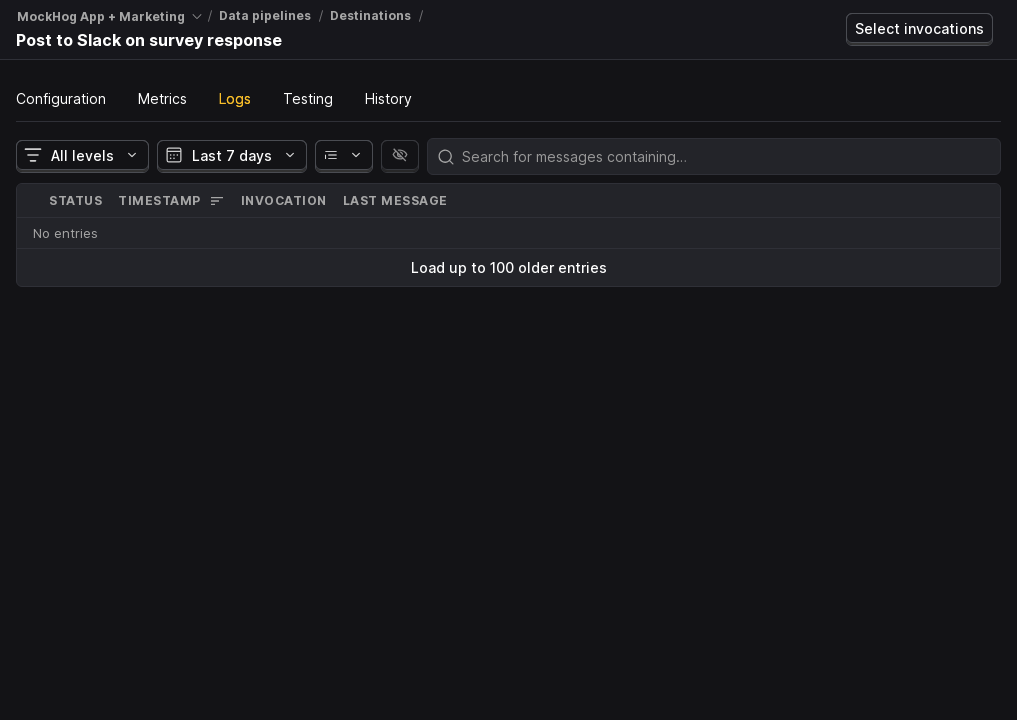 MockHog App + Marketing / Data pipelines / Destinations /
Post to Slack on survey response
Select invocations
Configuration Metrics Logs Testing History
All levels Last 7 days Search for messages containing...
STATUS TIMESTAMP INVOCATION LAST MESSAGE
No entries
Load up to 100 older entries